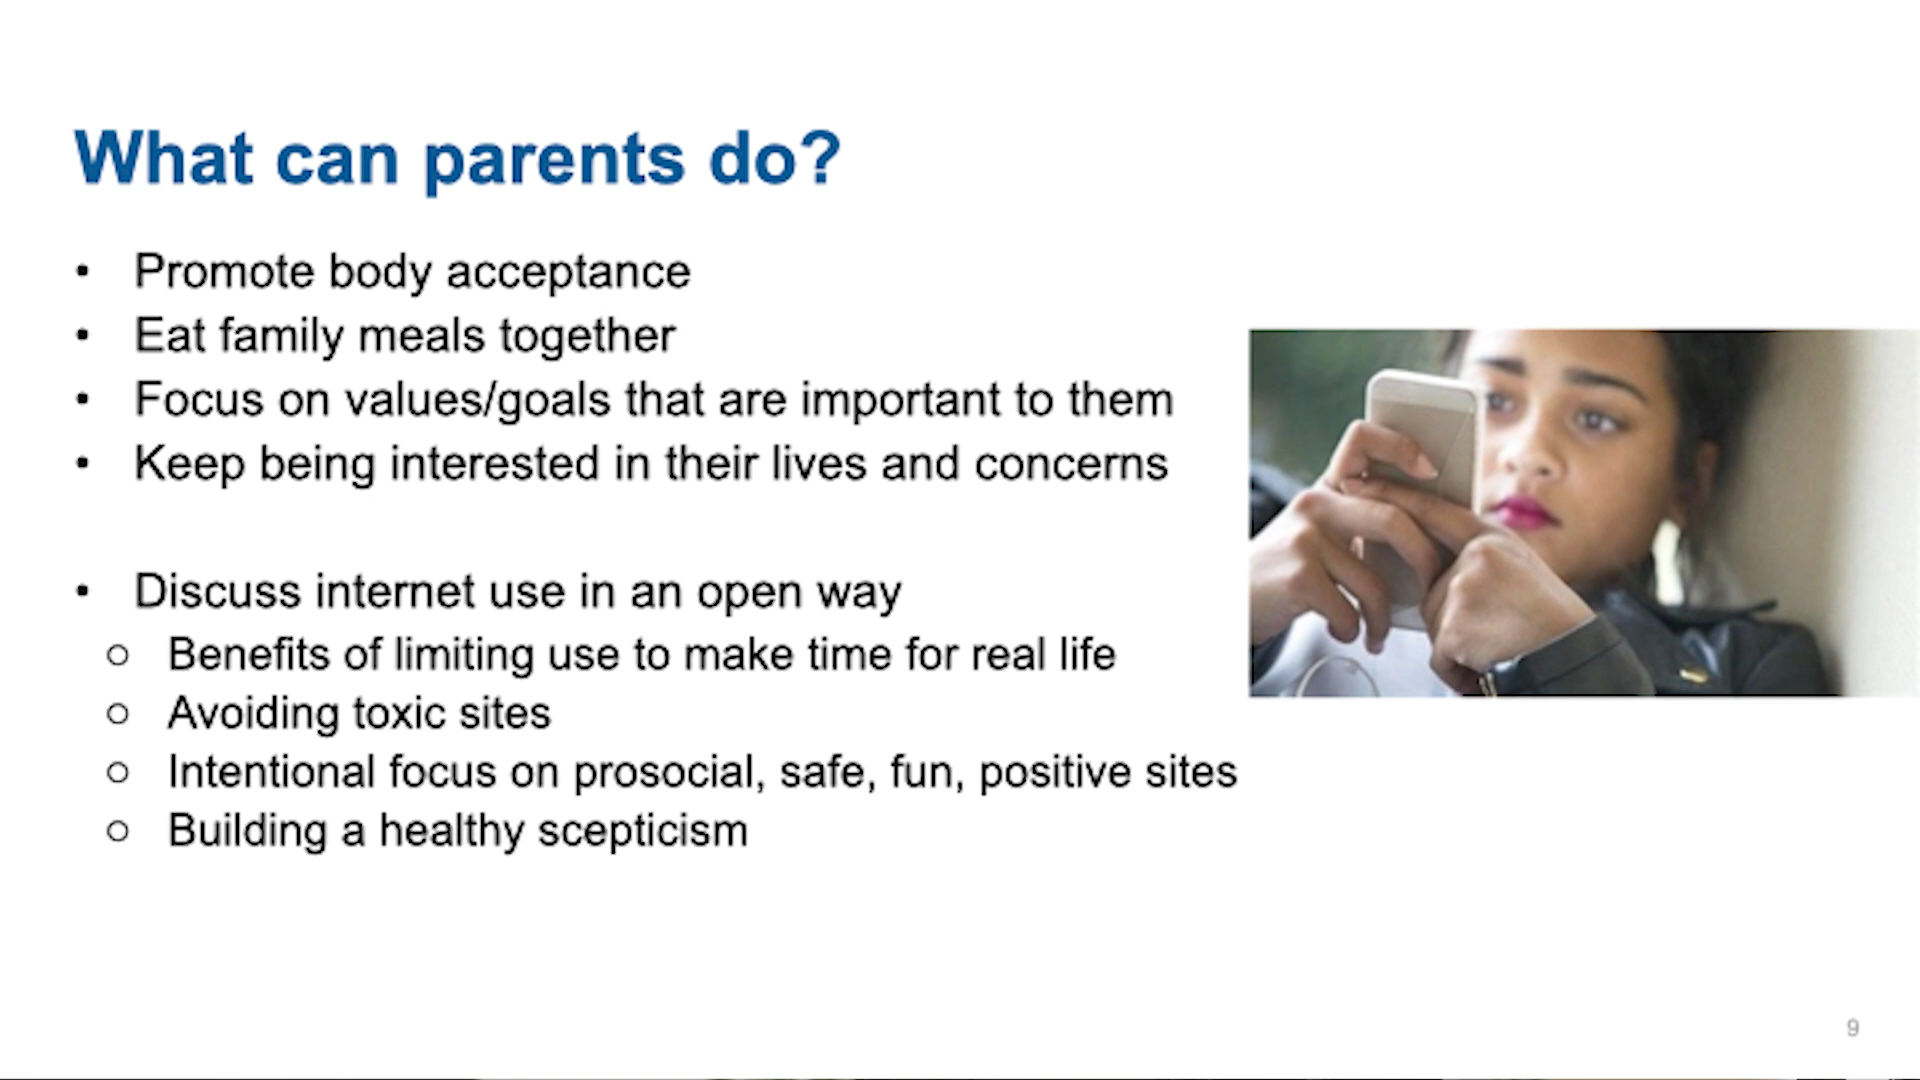 What can parents do?
• Promote body acceptance
• Eat family meals together
• Focus on values/goals that are important to them
• Keep being interested in their lives and concerns
• Discuss internet use in an open way
○ Benefits of limiting use to make time for real life
○ Avoiding toxic sites
○ Intentional focus on prosocial, safe, fun, positive sites
○ Building a healthy scepticism
9